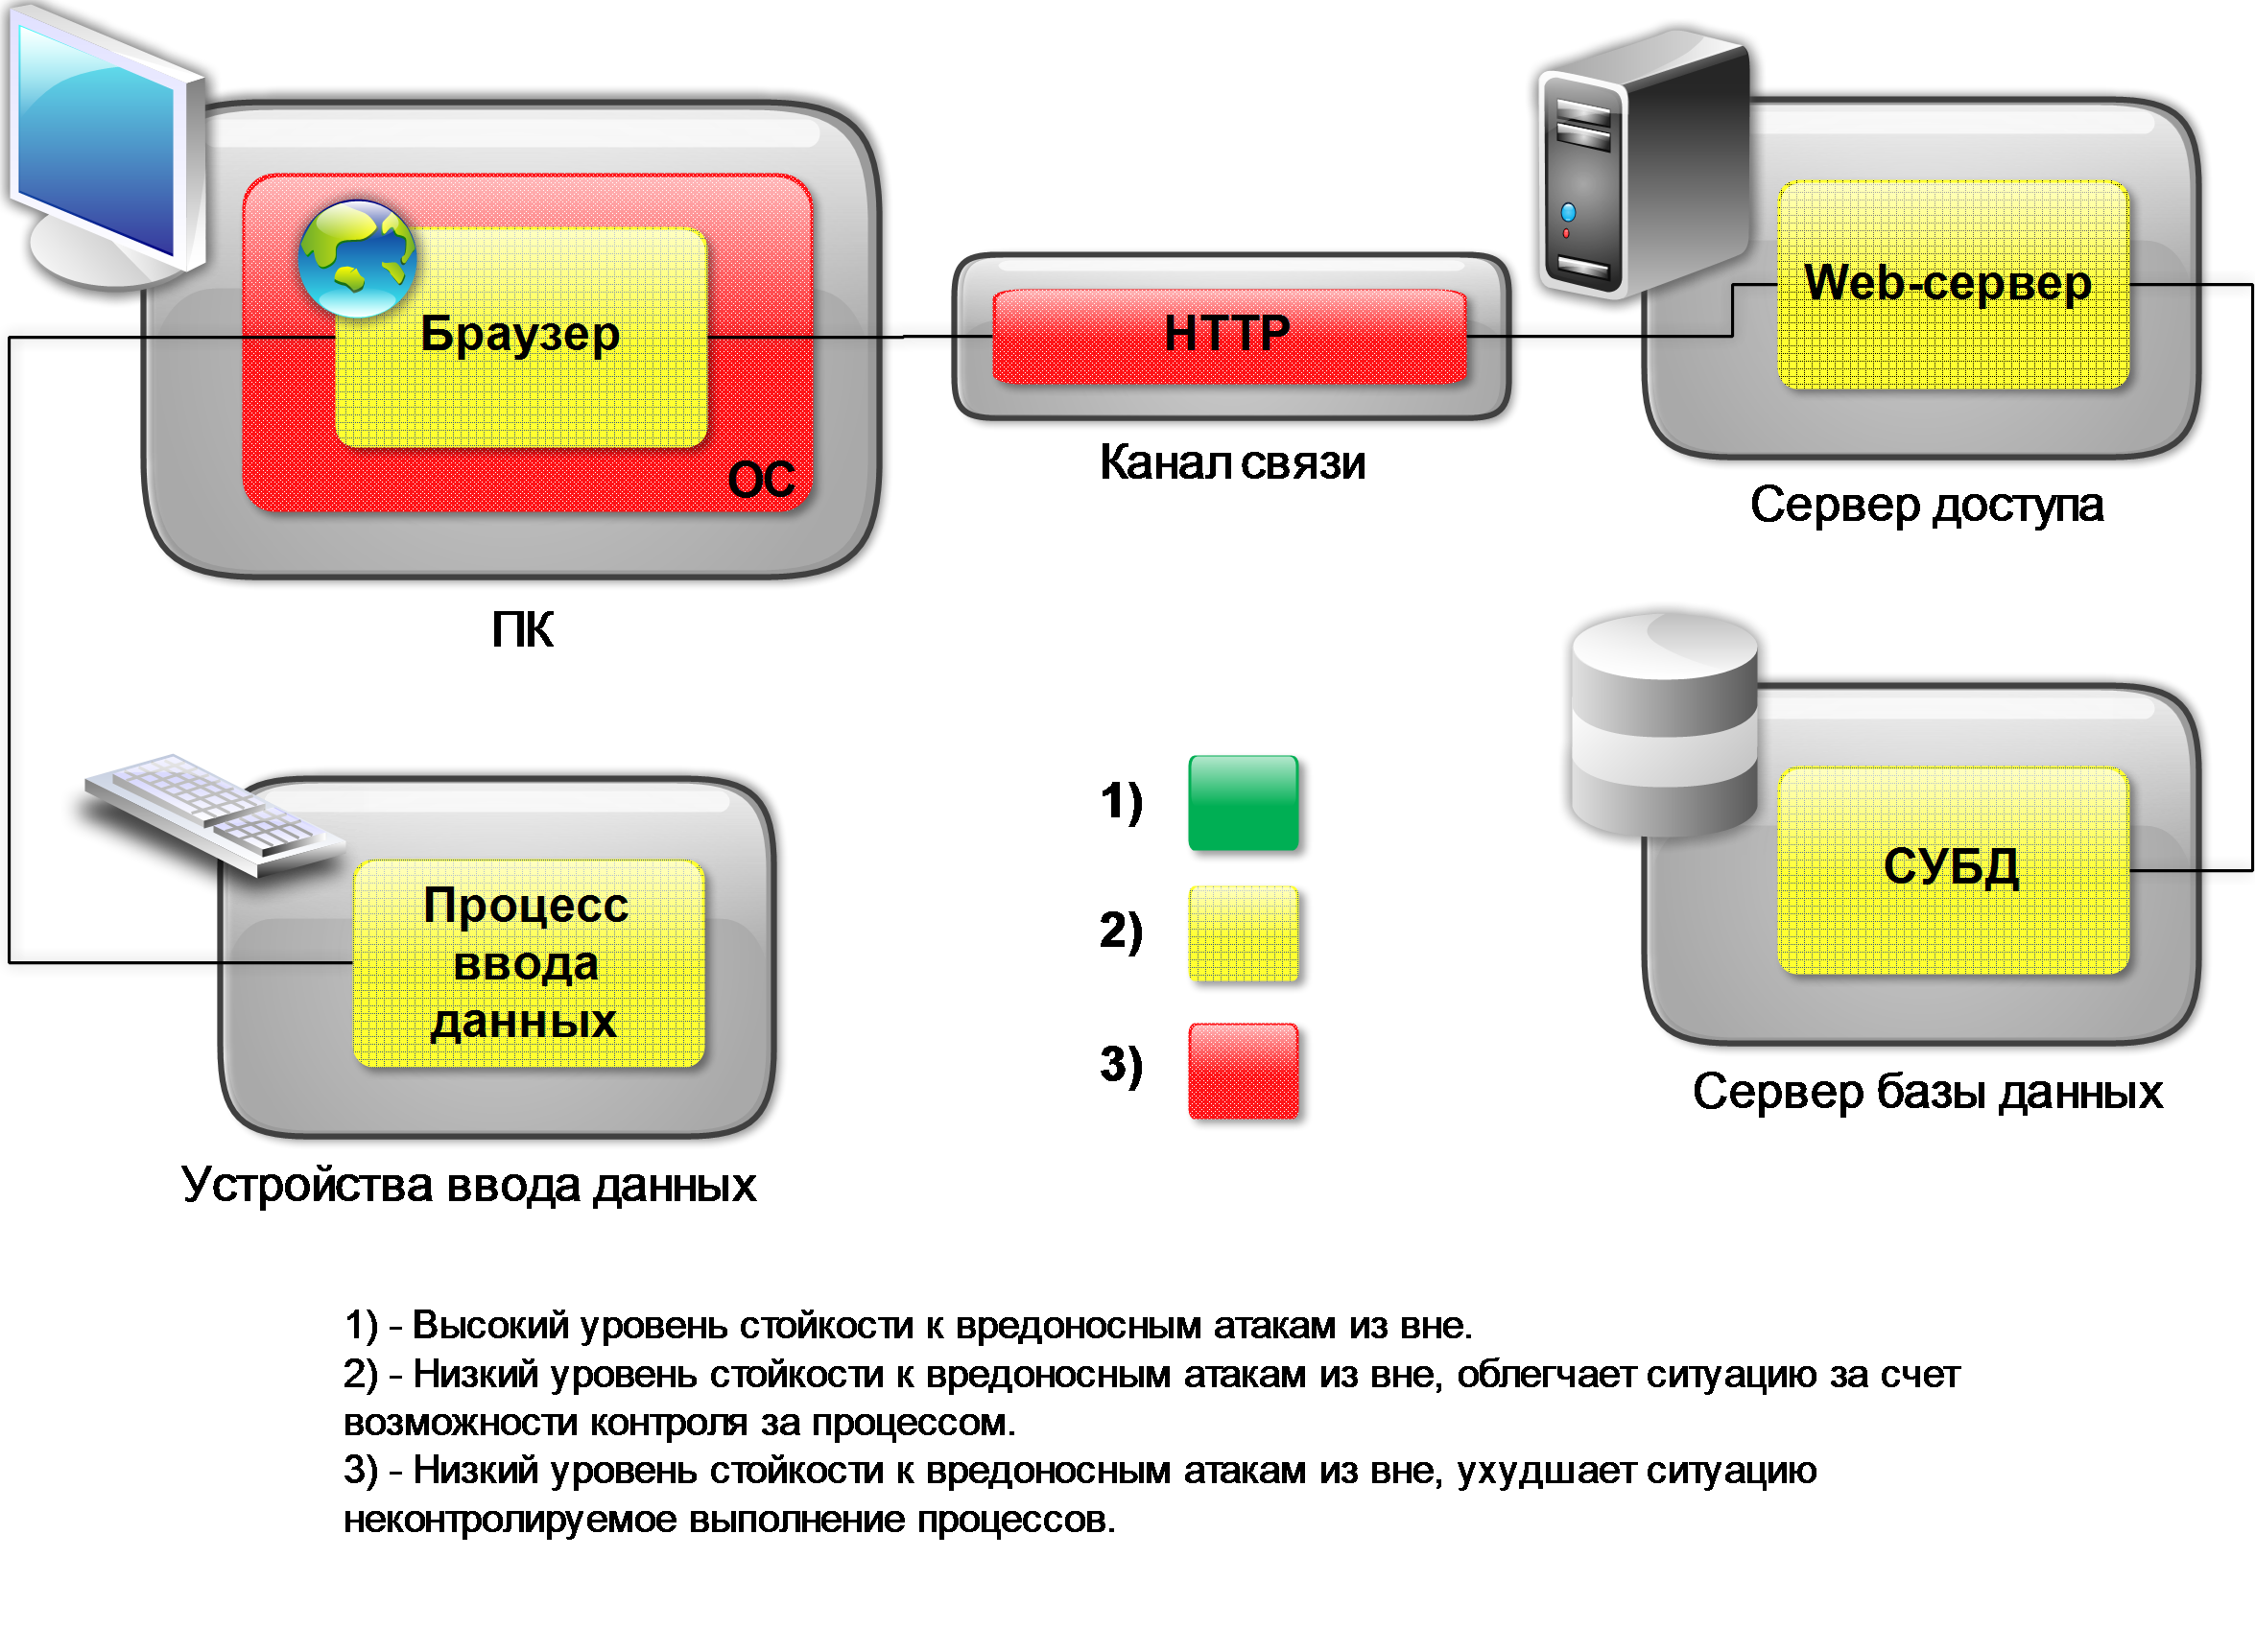 Браузер
ОС
ПК
HTTP
Канал связи
Web-сервер
Сервер доступа
Процесс
ввода
данных
Устройства ввода данных
1)
2)
3)
СУБД
Сервер базы данных
1) - Высокий уровень стойкости к вредоносным атакам из вне.
2) - Низкий уровень стойкости к вредоносным атакам из вне, облегчает ситуацию за счет
возможности контроля за процессом.
3) - Низкий уровень стойкости к вредоносным атакам из вне, ухудшает ситуацию
неконтролируемое выполнение процессов.